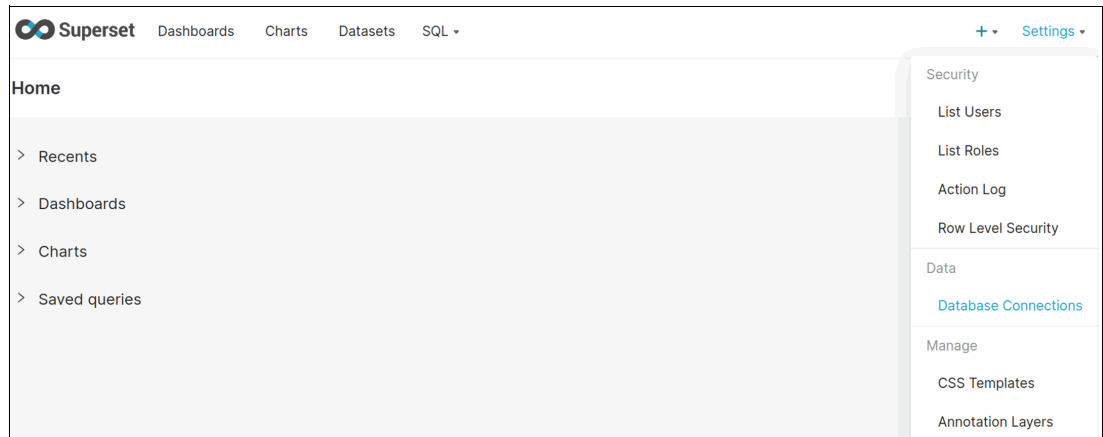 Superset Dashboards Charts Datasets SQL + Settings
Home
Recents
Dashboards
Charts
Saved queries
Security
List Users
List Roles
Action Log
Row Level Security
Data
Database Connections
Manage
CSS Templates
Annotation Layers